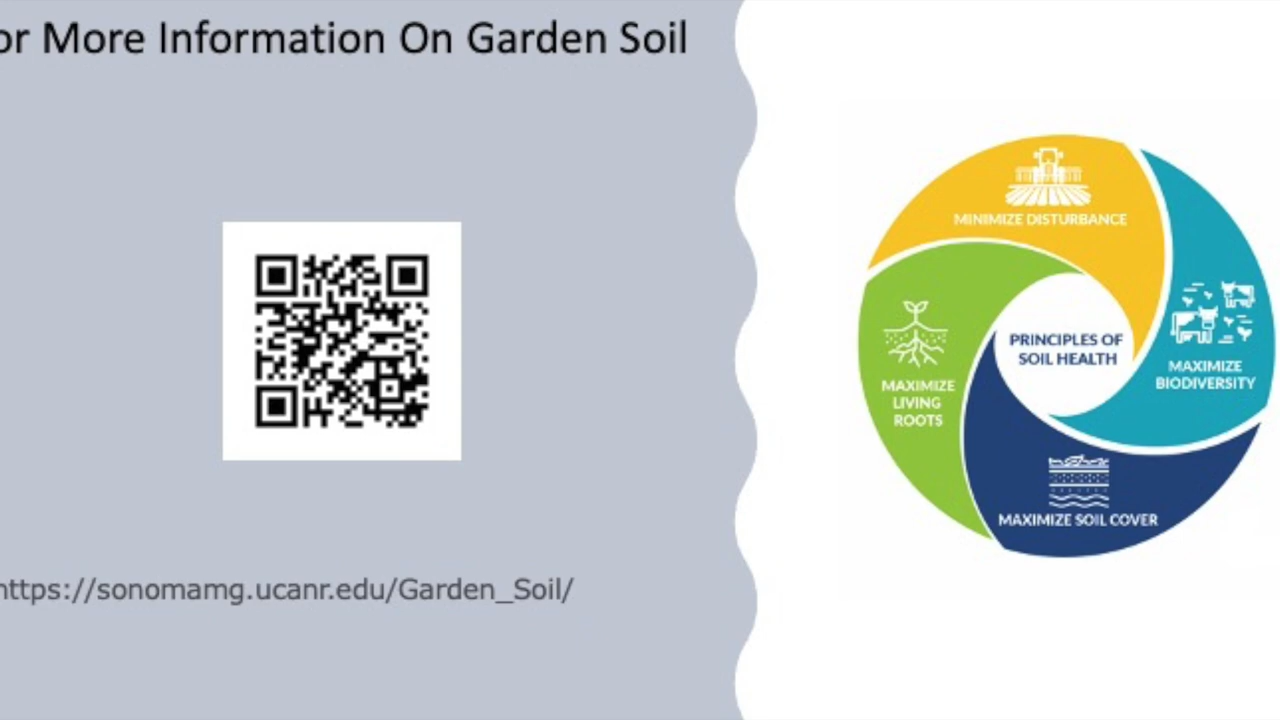 or More Information On Garden Soil
https://sonomamg.ucanr.edu/Garden_Soil/
MINIMIZE DISTURBANCE
MAXIMIZE
BIODIVERSITY
PRINCIPLES OF
SOIL HEALTH
MAXIMIZE
LIVING
ROOTS
MAXIMIZE SOIL COVER